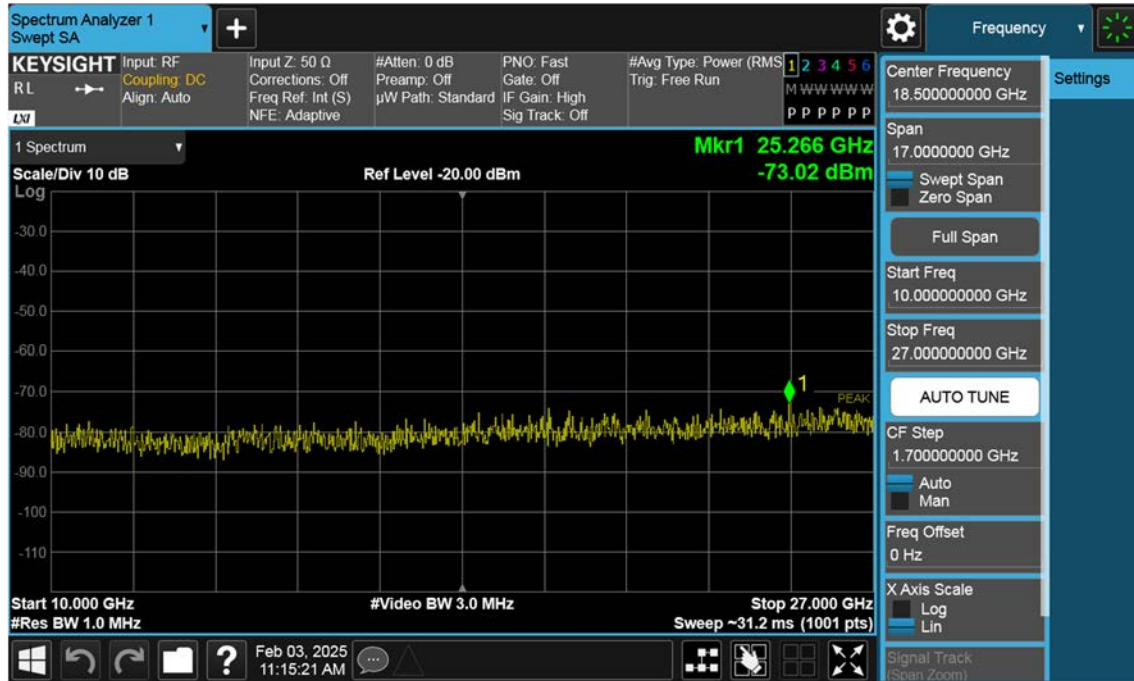 Spectrum Analyzer 1
Swept SA
+
Frequency
KEYSIGHT
RL
LXI
Input: RF
Coupling: DC
Align: Auto
Input Z: 50 Ω
Corrections: Off
Freq Ref: Int (S)
NFE: Adaptive
#Atten: 0 dB
Preamp: Off
µW Path: Standard
PNO: Fast
Gate: Off
IF Gain: High
Sig Track: Off
#Avg Type: Power (RMS
Trig: Free Run
1 2 3 4 5 6
M W W W W W
P P P P P P
1 Spectrum
Mkr1 25.266 GHz
-73.02 dBm
Scale/Div 10 dB
Ref Level -20.00 dBm
Log
-30.0
-40.0
-50.0
-60.0
-70.0
-80.0
-90.0
-100
-110
1
PEAK
Start 10.000 GHz
#Video BW 3.0 MHz
Stop 27.000 GHz
#Res BW 1.0 MHz
Sweep ~31.2 ms (1001 pts)
Center Frequency
18.500000000 GHz
Settings
Span
17.0000000 GHz
Swept Span
Zero Span
Full Span
Start Freq
10.000000000 GHz
Stop Freq
27.000000000 GHz
AUTO TUNE
CF Step
1.700000000 GHz
Auto
Man
Freq Offset
0 Hz
X Axis Scale
Log
Lin
Signal Track
(Span Zoom)
?
Feb 03, 2025
11:15:21 AM